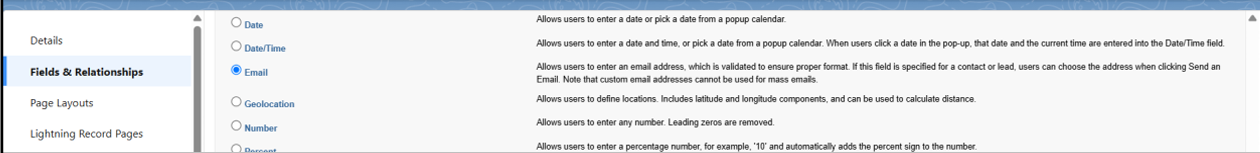 Details
Fields & Relationships
Page Layouts
Lightning Record Pages
Date Allows users to enter a date or pick a date from a popup calendar.
Date/Time Allows users to enter a date and time, or pick a date from a popup calendar. When users click a date in the pop-up, that date and the current time are entered into the Date/Time field.
Email Allows users to enter an email address, which is validated to ensure proper format. If this field is specified for a contact or lead, users can choose the address when clicking Send an
Email. Note that custom email addresses cannot be used for mass emails.
Geolocation Allows users to define locations. Includes latitude and longitude components, and can be used to calculate distance.
Number Allows users to enter any number. Leading zeros are removed.
Percent Allows users to enter a percentage number, for example, '10' and automatically adds the percent sign to the number.